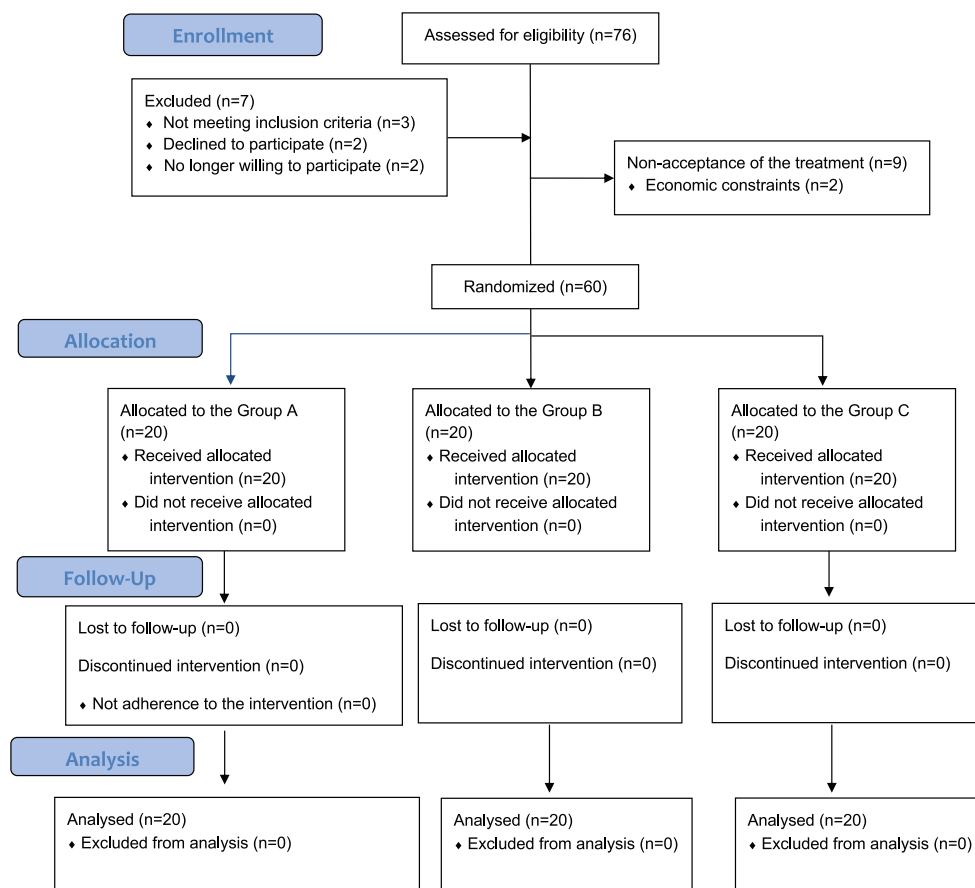 Enrollment
Assessed for eligibility (n=76)
Excluded (n=7)
♦ Not meeting inclusion criteria (n=3)
♦ Declined to participate (n=2)
♦ No longer willing to participate (n=2)
Non-acceptance of the treatment (n=9)
♦ Economic constraints (n=2)
Randomized (n=60)
Allocation
Allocated to the Group A
(n=20)
♦ Received allocated
intervention (n=20)
♦ Did not receive allocated
intervention (n=0)
Allocated to the Group B
(n=20)
♦ Received allocated
intervention (n=20)
♦ Did not receive allocated
intervention (n=0)
Allocated to the Group C
(n=20)
♦ Received allocated
intervention (n=20)
♦ Did not receive allocated
intervention (n=0)
Follow-Up
Lost to follow-up (n=0)
Discontinued intervention (n=0)
♦ Not adherence to the intervention (n=0)
Lost to follow-up (n=0)
Discontinued intervention (n=0)
Lost to follow-up (n=0)
Discontinued intervention (n=0)
Analysis
Analysed (n=20)
♦ Excluded from analysis (n=0)
Analysed (n=20)
♦ Excluded from analysis (n=0)
Analysed (n=20)
♦ Excluded from analysis (n=0)